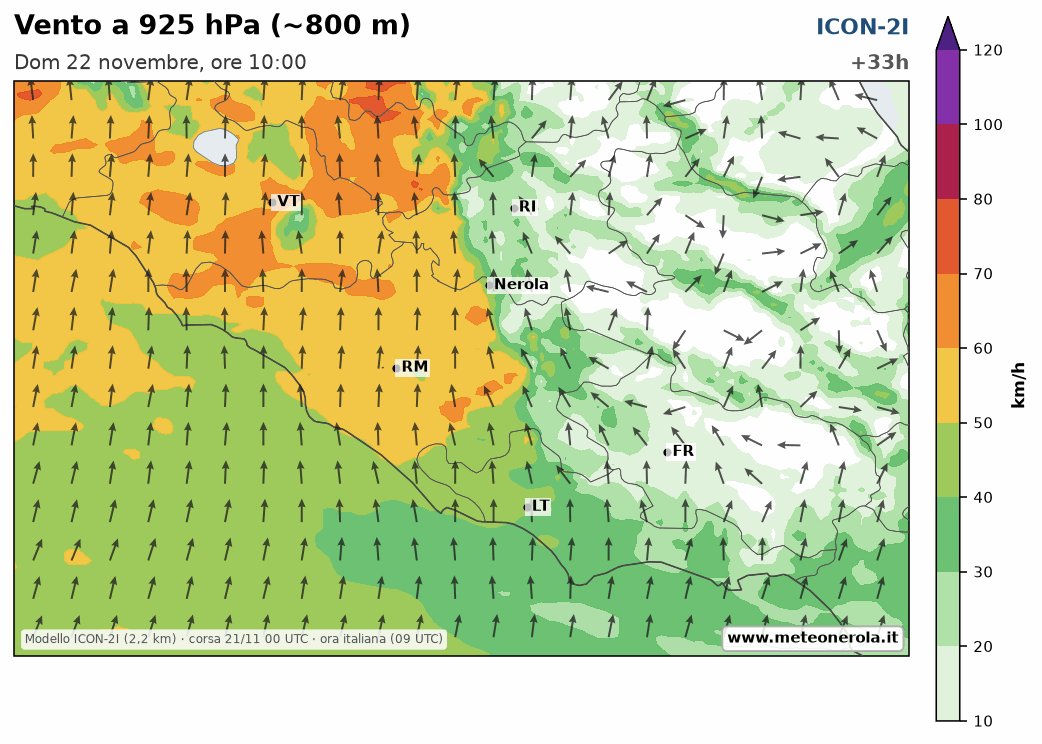 Vento a 925 hPa (~800 m)
ICON-2I
Dom 22 novembre, ore 10:00
+33h
VT
RI
Nerola
RM
FR
LT
Modello ICON-2I (2,2 km) · corsa 21/11 00 UTC · ora italiana (09 UTC)
www.meteonerola.it
120
100
80
70
60
50
40
30
20
10
km/h